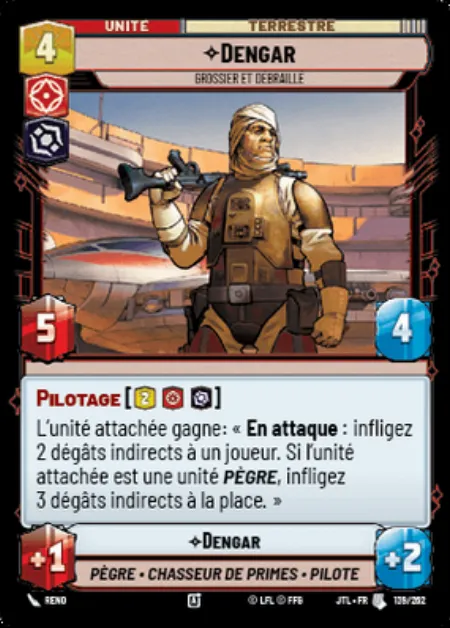 UNITÉ
TERRESTRE
4
DENGAR
GROSSIER ET DEBRAILLÉ
5
4
PILOTAGE [2]
L'unité attachée gagne: « En attaque : infligez
2 dégâts indirects à un joueur. Si l'unité
attachée est une unité PÈGRE, infligez
3 dégâts indirects à la place. »
+1
DENGAR
+2
PÈGRE • CHASSEUR DE PRIMES • PILOTE
RENO
A
© LFL © FFG
JTL • FR
139/262